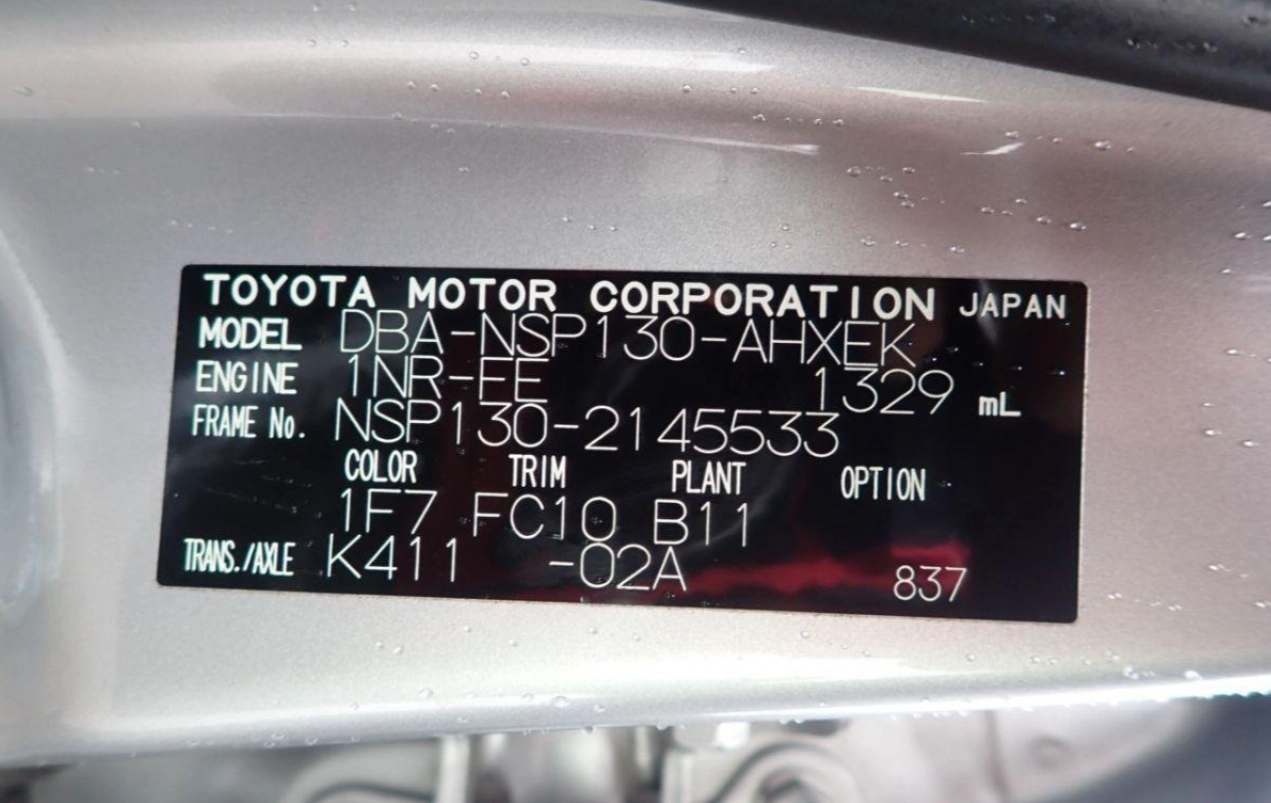 TOYOTA MOTOR CORPORATION JAPAN
MODEL DBA-NSP130-AHXEK
ENGINE 1NR-EE 1329 mL
FRAME No. NSP130-2145533
COLOR TRIM PLANT OPTION
1F7 FC10 B11
TRANS./AXLE K411 -02A 837